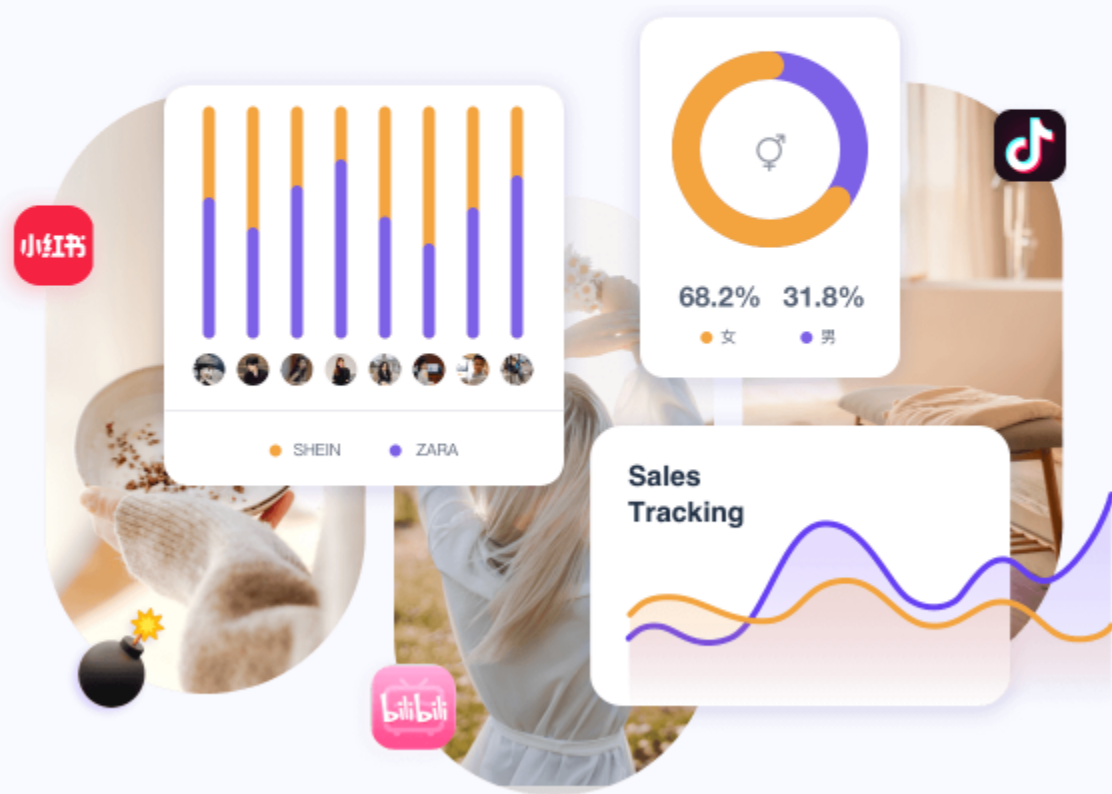 小红书
SHEIN
ZARA
68.2%
31.8%
女
男
Sales
Tracking
bilibili